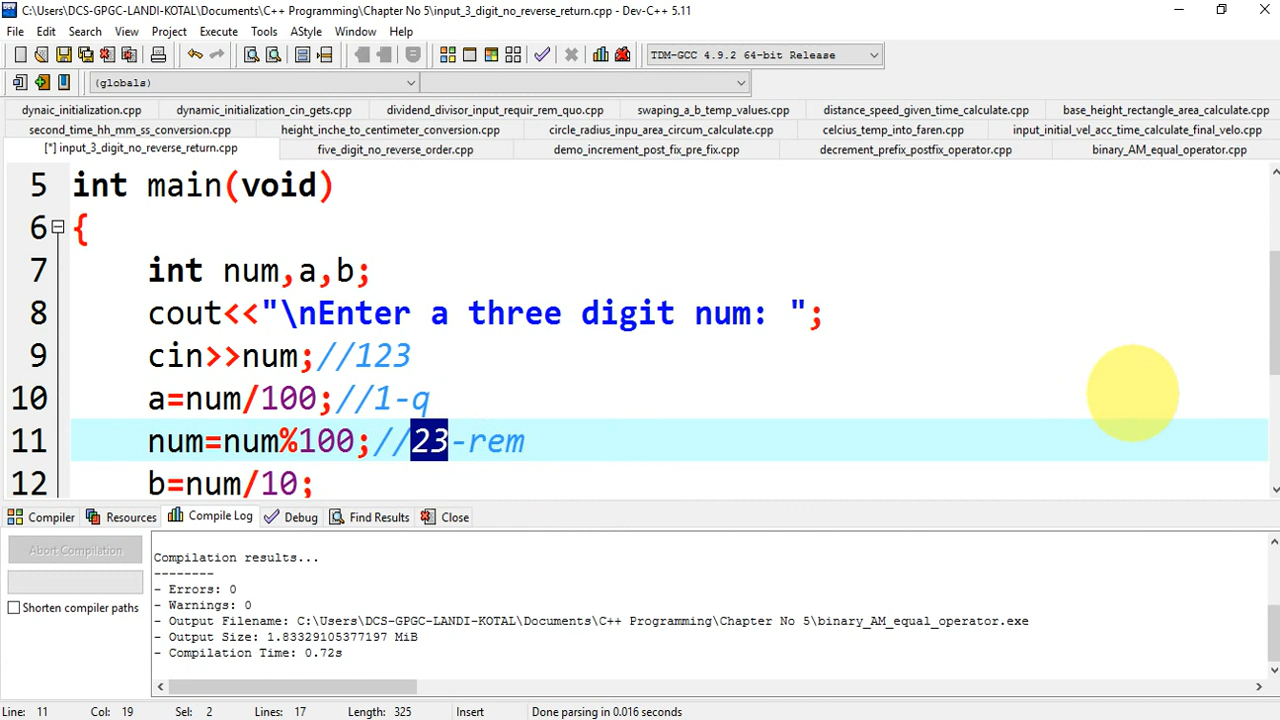 C:\Users\DCS-GPGC-LANDI-KOTAL\Documents\C++ Programming\Chapter No 5\input_3_digit_no_reverse_return.cpp - Dev-C++ 5.11
File Edit Search View Project Execute Tools AStyle Window Help
TDM-GCC 4.9.2 64-bit Release
(globals)
dynaic_initialization.cpp dynamic_initialization_cin_gets.cpp dividend_divisor_input_requir_rem_quo.cpp swaping_a_b_temp_values.cpp distance_speed_given_time_calculate.cpp base_height_rectangle_area_calculate.cpp
second_time_hh_mm_ss_conversion.cpp height_inche_to_centimeter_conversion.cpp circle_radius_inpu_area_circum_calculate.cpp celcius_temp_into_faren.cpp input_initial_vel_acc_time_calculate_final_velo.cpp
[*] input_3_digit_no_reverse_return.cpp five_digit_no_reverse_order.cpp demo_increment_post_fix_pre_fix.cpp decrement_prefix_postfix_operator.cpp binary_AM_equal_operator.cpp
5 int main(void)
6 {
7 int num,a,b;
8 cout<<"\nEnter a three digit num: ";
9 cin>>num;//123
10 a=num/100;//1-q
11 num=num%100;//23-rem
12 b=num/10;
Compiler Resources Compile Log Debug Find Results Close
Abort Compilation
Shorten compiler paths
Compilation results...
--------
- Errors: 0
- Warnings: 0
- Output Filename: C:\Users\DCS-GPGC-LANDI-KOTAL\Documents\C++ Programming\Chapter No 5\binary_AM_equal_operator.exe
- Output Size: 1.83329105377197 MiB
- Compilation Time: 0.72s
Line: 11 Col: 19 Sel: 2 Lines: 17 Length: 325 Insert Done parsing in 0.016 seconds